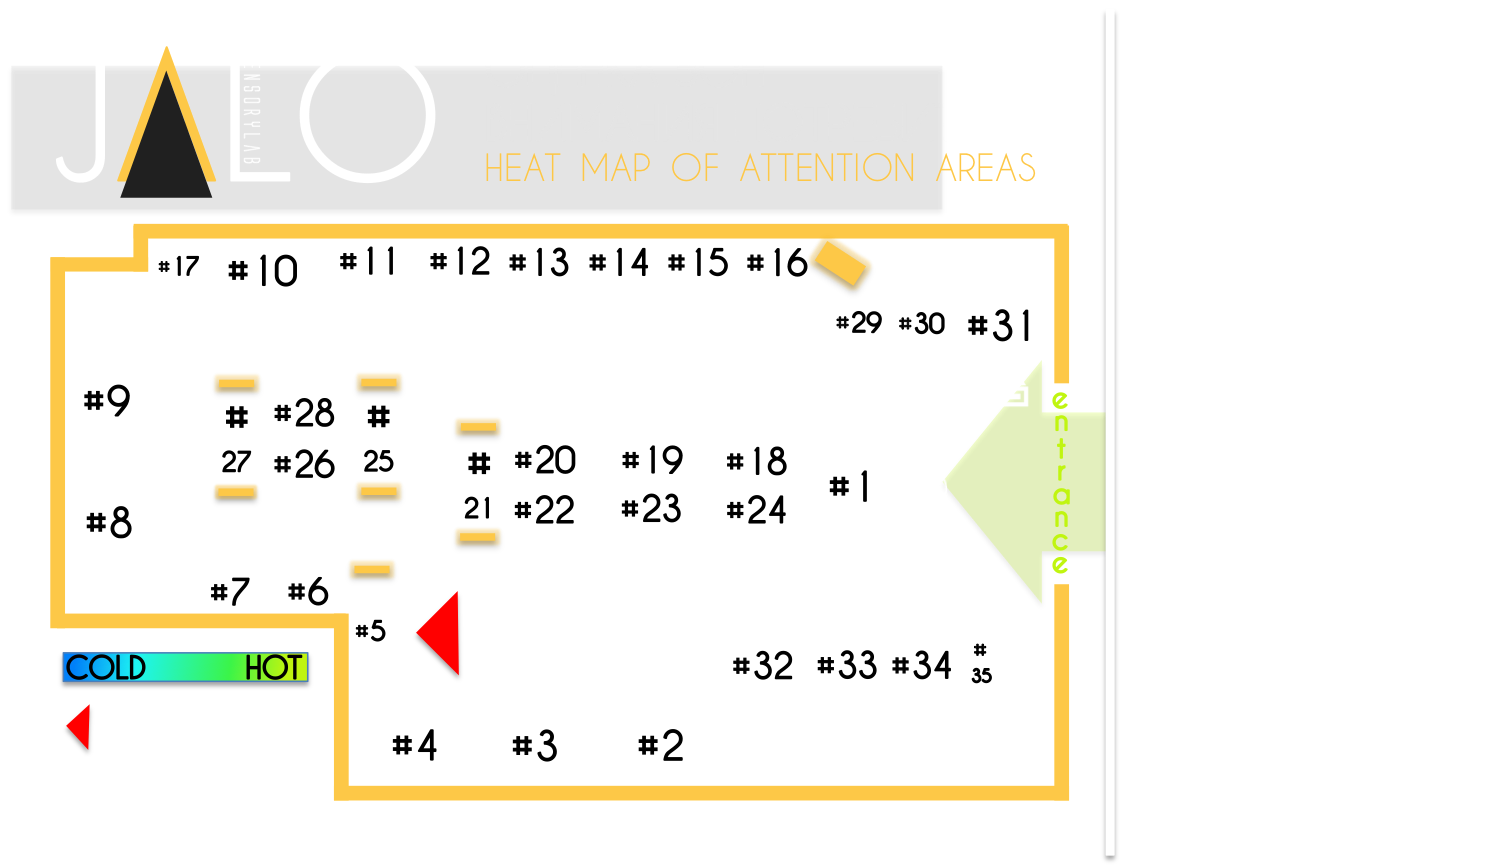 JALO
HEAT MAP OF ATTENTION AREAS
#17 #10 #11 #12 #13 #14 #15 #16
#29 #30 #31
#9 # #28 #
27 #26 25
# #20 #19 #18
21 #22 #23 #24
#1
entrance
#8
#7 #6
#5
COLD HOT
#32 #33 #34 #
35
#4 #3 #2